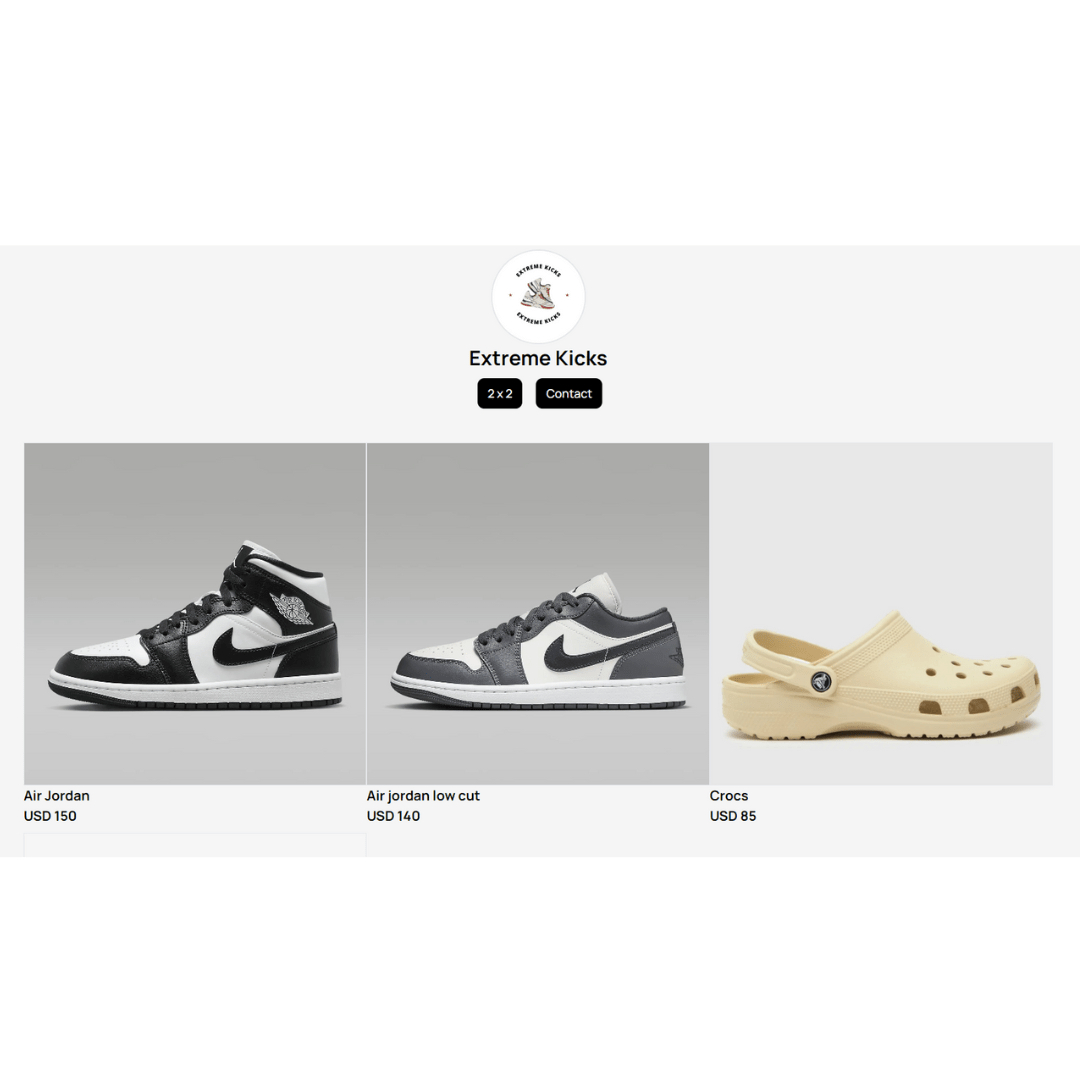 EXTREME KICKS
EXTREME KICKS
Extreme Kicks
2 x 2 Contact
Air Jordan
USD 150
Air jordan low cut
USD 140
Crocs
USD 85